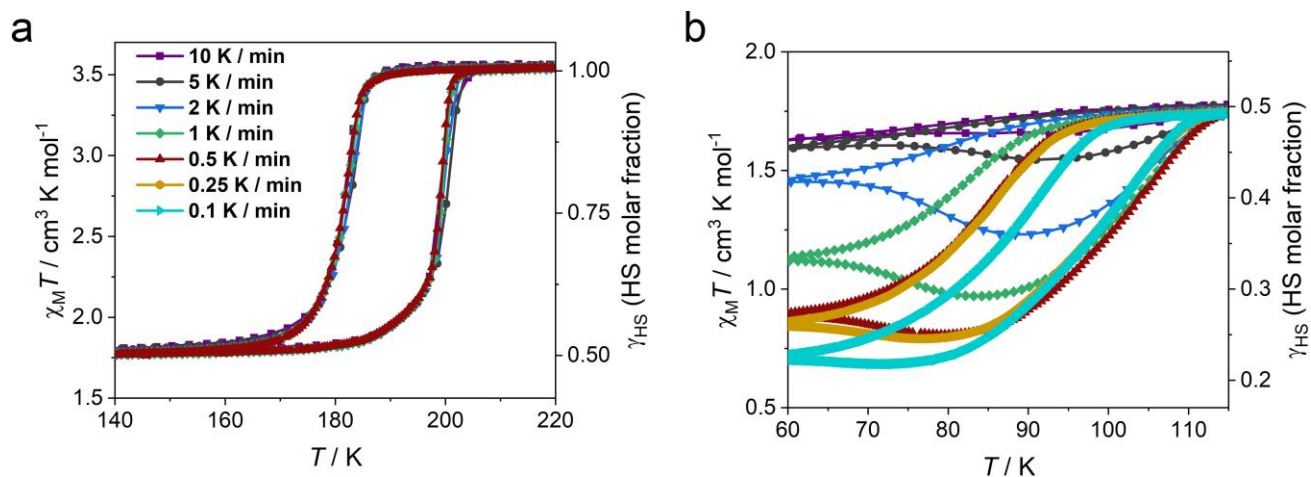 a
χMT / cm³ K mol⁻¹
3.5
3.0
2.5
2.0
1.5
10 K / min
5 K / min
2 K / min
1 K / min
0.5 K / min
0.25 K / min
0.1 K / min
1.00
0.75
0.50
γHS (HS molar fraction)
140 160 180 200 220
T / K
b
χMT / cm³ K mol⁻¹
2.0
1.5
1.0
0.5
0.5
0.4
0.3
0.2
γHS (HS molar fraction)
60 70 80 90 100 110
T / K